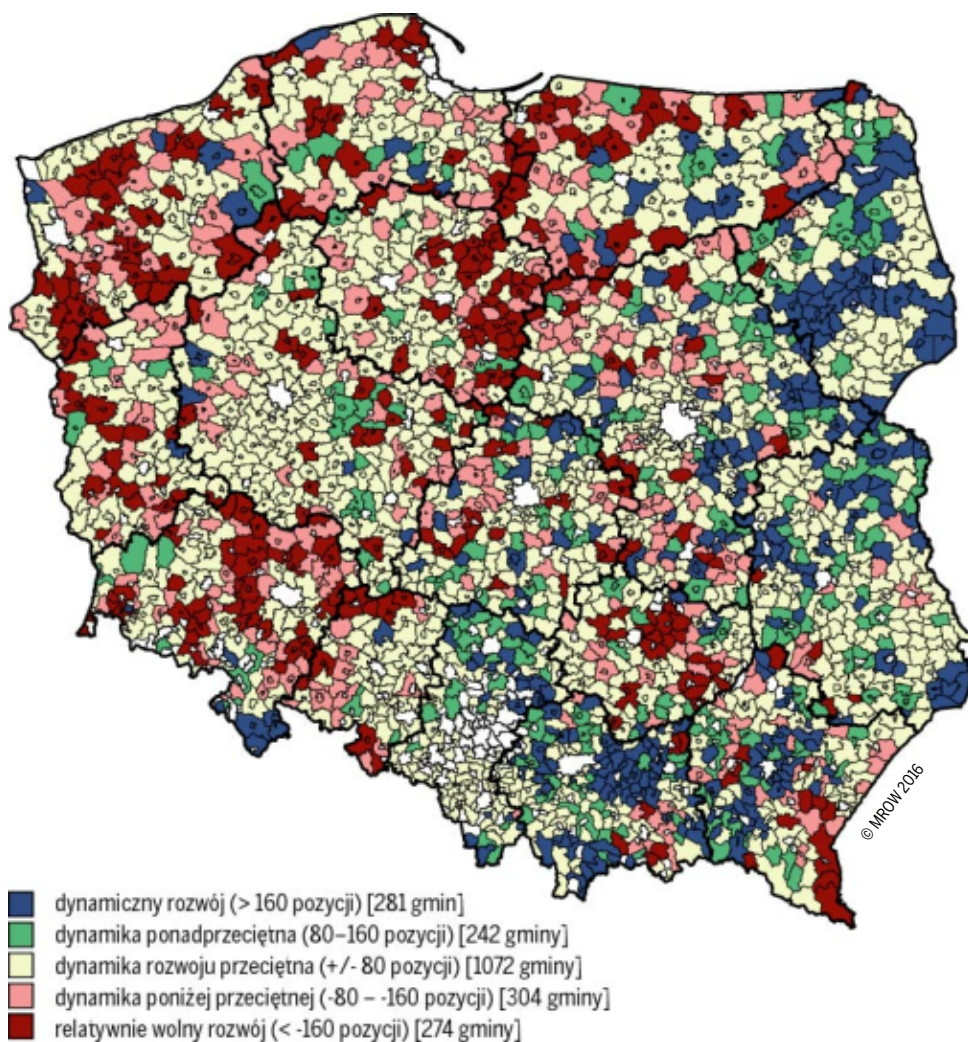 © MROW 2016
dynamiczny rozwój (> 160 pozycji) [281 gmin]
dynamika ponadprzeciętna (80–160 pozycji) [242 gminy]
dynamika rozwoju przeciętna (+/- 80 pozycji) [1072 gminy]
dynamika poniżej przeciętnej (-80 – -160 pozycji) [304 gminy]
relatywnie wolny rozwój (< -160 pozycji) [274 gminy]